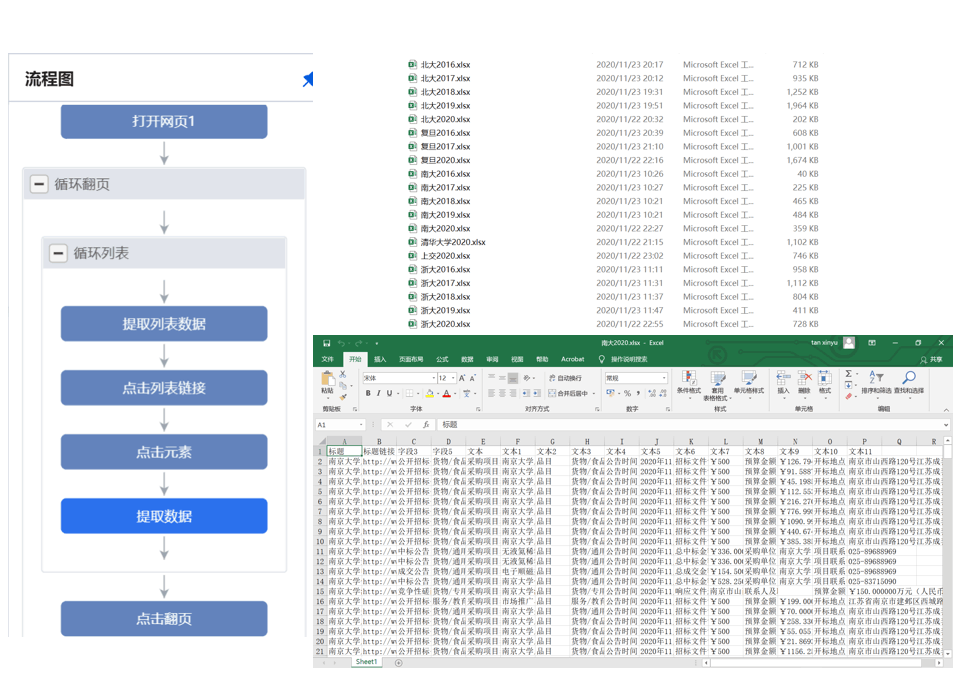 流程图
打开网页1
循环翻页
循环列表
提取列表数据
点击列表链接
点击元素
提取数据
点击翻页
北大2016.xlsx 2020/11/23 20:17 Microsoft Excel 工... 712 KB
北大2017.xlsx 2020/11/23 20:12 Microsoft Excel 工... 935 KB
北大2018.xlsx 2020/11/23 19:31 Microsoft Excel 工... 1,252 KB
北大2019.xlsx 2020/11/23 19:51 Microsoft Excel 工... 1,964 KB
北大2020.xlsx 2020/11/22 20:32 Microsoft Excel 工... 202 KB
复旦2016.xlsx 2020/11/23 20:39 Microsoft Excel 工... 608 KB
复旦2017.xlsx 2020/11/23 21:10 Microsoft Excel 工... 1,001 KB
复旦2020.xlsx 2020/11/22 22:16 Microsoft Excel 工... 1,674 KB
南大2016.xlsx 2020/11/23 10:26 Microsoft Excel 工... 40 KB
南大2017.xlsx 2020/11/23 10:27 Microsoft Excel 工... 225 KB
南大2018.xlsx 2020/11/23 10:21 Microsoft Excel 工... 465 KB
南大2019.xlsx 2020/11/23 10:21 Microsoft Excel 工... 484 KB
南大2020.xlsx 2020/11/22 22:27 Microsoft Excel 工... 359 KB
清华大学2020.xlsx 2020/11/22 21:15 Microsoft Excel 工... 1,102 KB
上交2020.xlsx 2020/11/22 23:02 Microsoft Excel 工... 746 KB
浙大2016.xlsx 2020/11/23 11:11 Microsoft Excel 工... 958 KB
浙大2017.xlsx 2020/11/23 11:31 Microsoft Excel 工... 1,112 KB
浙大2018.xlsx 2020/11/23 11:37 Microsoft Excel 工... 804 KB
浙大2019.xlsx 2020/11/23 11:47 Microsoft Excel 工... 411 KB
浙大2020.xlsx 2020/11/22 22:55 Microsoft Excel 工... 728 KB
南大2020.xlsx - Excel tan xinyu
文件 开始 插入 页面布局 公式 数据 审阅 视图 帮助 Acrobat 操作说明搜索 共享
宋体 12 自动换行 常规
粘贴 B I U 合并后居中 条件格式 套用 单元格样式 插入 删除 格式 排序和筛选 查找和选择
表格格式
剪贴板 字体 对齐方式 数字 样式 单元格 编辑
A1 fx 标题
A B C D E F G H I J K L M N O P Q R
1 标题 标题链接 字段3 字段5 文本 文本1 文本2 文本3 文本4 文本5 文本6 文本7 文本8 文本9 文本10 文本11
2 南京大学 http://w 公开招标 货物/食品 采购项目 南京大学 品目 货物/食品 公告时间 2020年11 招标文件 ¥500 预算金额 ¥126.79 开标地点 南京市山西路120号江苏成
3 南京大学 http://w 公开招标 货物/食品 采购项目 南京大学 品目 货物/食品 公告时间 2020年11 招标文件 ¥500 预算金额 ¥91.588 开标地点 南京市山西路120号江苏成
4 南京大学 http://w 公开招标 货物/食品 采购项目 南京大学 品目 货物/食品 公告时间 2020年11 招标文件 ¥500 预算金额 ¥45.198 开标地点 南京市山西路120号江苏成
5 南京大学 http://w 公开招标 货物/食品 采购项目 南京大学 品目 货物/食品 公告时间 2020年11 招标文件 ¥500 预算金额 ¥112.55 开标地点 南京市山西路120号江苏成
6 南京大学 http://w 公开招标 货物/食品 采购项目 南京大学 品目 货物/食品 公告时间 2020年11 招标文件 ¥500 预算金额 ¥216.27 开标地点 南京市山西路120号江苏成
7 南京大学 http://w 公开招标 货物/食品 采购项目 南京大学 品目 货物/食品 公告时间 2020年11 招标文件 ¥500 预算金额 ¥776.99 开标地点 南京市山西路120号江苏成
8 南京大学 http://w 公开招标 货物/食品 采购项目 南京大学 品目 货物/食品 公告时间 2020年11 招标文件 ¥500 预算金额 ¥1090.9 开标地点 南京市山西路120号江苏成
9 南京大学 http://w 公开招标 货物/食品 采购项目 南京大学 品目 货物/食品 公告时间 2020年11 招标文件 ¥500 预算金额 ¥440.67 开标地点 南京市山西路120号江苏成
10 南京大学 http://w 公开招标 货物/食品 采购项目 南京大学 品目 货物/食品 公告时间 2020年11 招标文件 ¥500 预算金额 ¥385.38 开标地点 南京市山西路120号江苏成
11 南京大学 http://w 中标公告 货物/通用 采购项目 无液氦稀 品目 货物/通用 公告时间 2020年11 总中标金 ¥336.00 采购单位 南京大学 项目联系 025-89688969
12 南京大学 http://w 中标公告 货物/通用 采购项目 无液氦稀 品目 货物/通用 公告时间 2020年11 总中标金 ¥336.00 采购单位 南京大学 项目联系 025-89688969
13 南京大学 http://w 成交公告 货物/通用 采购项目 电子顺磁 品目 货物/通用 公告时间 2020年11 总成交金 ¥154.50 采购单位 南京大学 项目联系 025-89688969
14 南京大学 http://w 中标公告 货物/通用 采购项目 南京大学 品目 货物/通用 公告时间 2020年11 总中标金 ¥528.25 采购单位 南京大学 项目联系 025-83715090
15 南京大学 http://w 竞争性磋 货物/专用 采购项目 南京大学 品目 货物/专用 公告时间 2020年11 响应文件 南京市山 联系人及 预算金额 ¥150.000000万元（人民币
16 南京大学 http://w 公开招标 服务/教育 采购项目 市场推广 品目 服务/教育 公告时间 2020年11 招标文件 ¥500 预算金额 ¥199.00 开标地点 江苏省南京市建邺区西城路
17 南京大学 http://w 公开招标 货物/通用 采购项目 南京大学 品目 货物/通用 公告时间 2020年11 招标文件 ¥500 预算金额 ¥70.000 开标地点 南京市山西路120号江苏成
18 南京大学 http://w 公开招标 货物/食品 采购项目 南京大学 品目 货物/食品 公告时间 2020年11 招标文件 ¥500 预算金额 ¥258.33 开标地点 南京市山西路120号江苏成
19 南京大学 http://w 公开招标 货物/食品 采购项目 南京大学 品目 货物/食品 公告时间 2020年11 招标文件 ¥500 预算金额 ¥55.055 开标地点 南京市山西路120号江苏成
20 南京大学 http://w 公开招标 货物/食品 采购项目 南京大学 品目 货物/食品 公告时间 2020年11 招标文件 ¥500 预算金额 ¥21.869 开标地点 南京市山西路120号江苏成
21 南京大学 http://w 公开招标 货物/食品 采购项目 南京大学 品目 货物/食品 公告时间 2020年11 招标文件 ¥500 预算金额 ¥1156.2 开标地点 南京市山西路120号江苏成
Sheet1